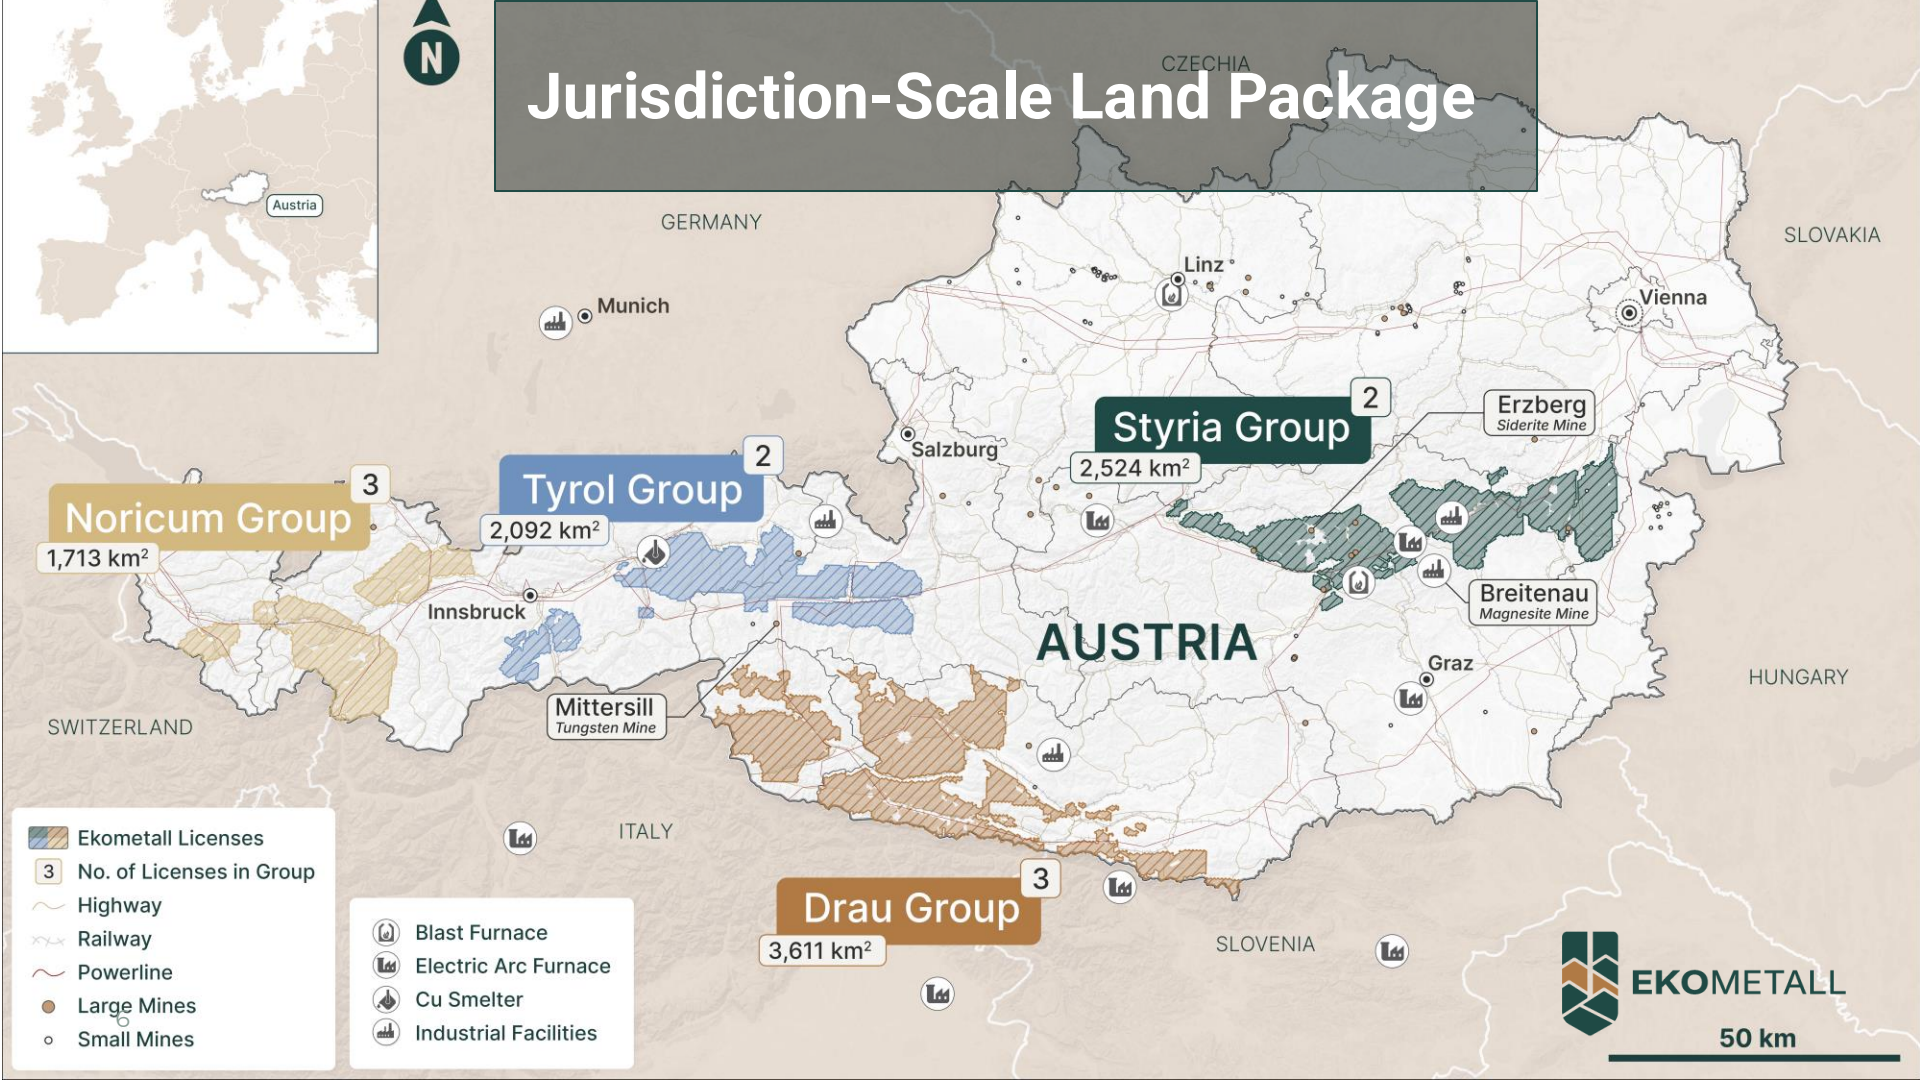 Jurisdiction-Scale Land Package
N
Austria
CZECHIA
GERMANY
SLOVAKIA
Munich
Linz
Vienna
Salzburg
Styria Group
2
2,524 km²
Erzberg
Siderite Mine
Tyrol Group
2
2,092 km²
Noricum Group
3
1,713 km²
Innsbruck
Breitenau
Magnesite Mine
AUSTRIA
Graz
HUNGARY
Mittersill
Tungsten Mine
SWITZERLAND
ITALY
Drau Group
3
3,611 km²
SLOVENIA
Ekometall Licenses
3 No. of Licenses in Group
Highway
Railway
Powerline
Large Mines
6
Small Mines
Blast Furnace
Electric Arc Furnace
Cu Smelter
Industrial Facilities
EKOMETALL
50 km